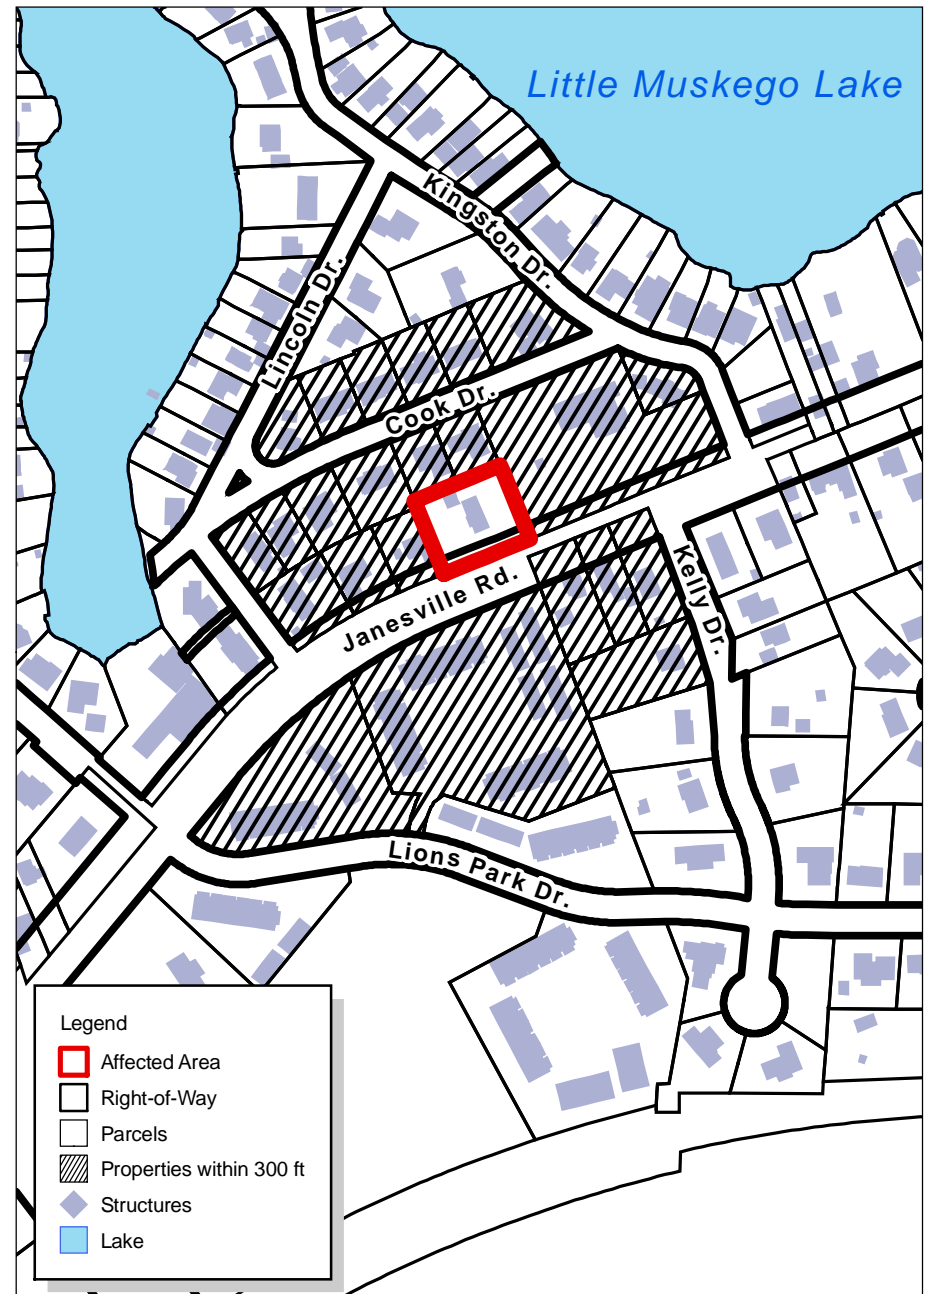 Little Muskego Lake
Kingston Dr.
Lincoln Dr.
Cook Dr.
Janesville Rd.
Kelly Dr.
Lions Park Dr.
Legend
Affected Area
Right-of-Way
Parcels
Properties within 300 ft
Structures
Lake